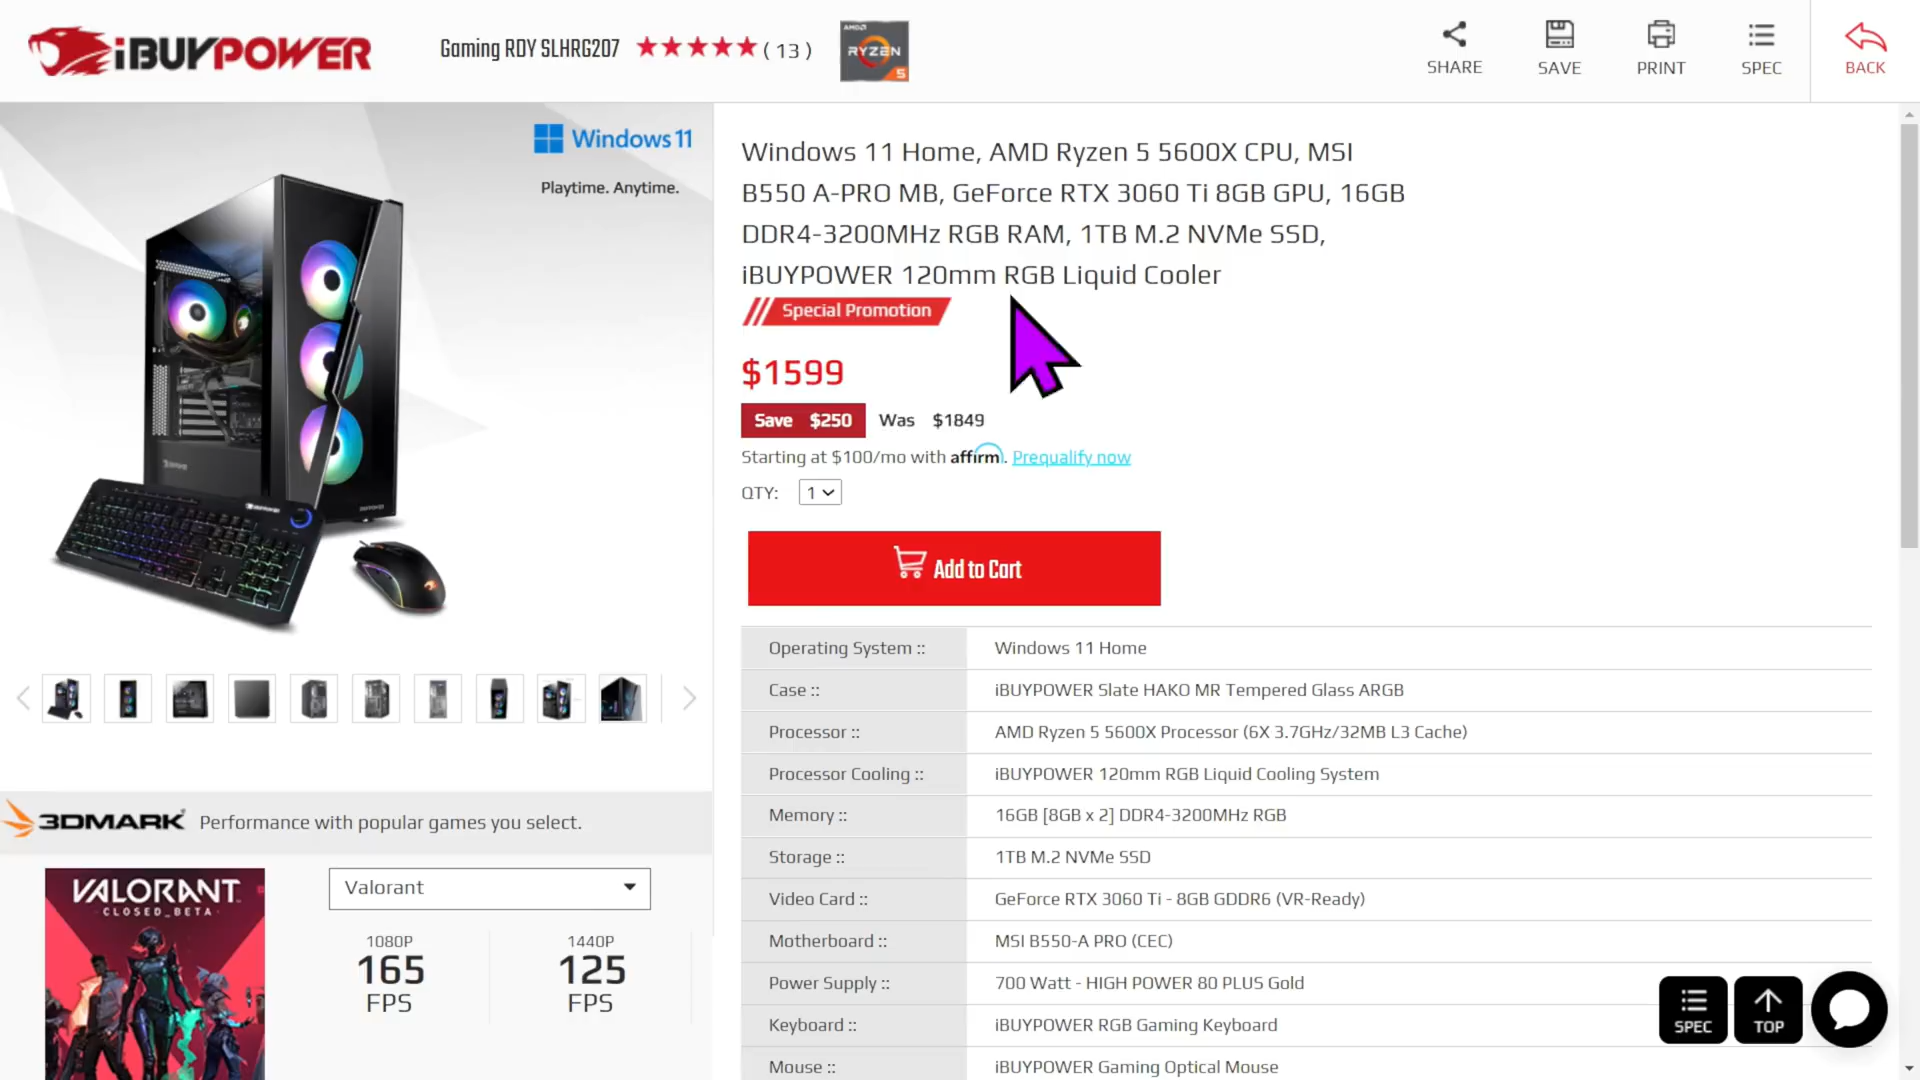 iBUYPOWER
Gaming RDY SLHRG207
( 13 )
AMD
RYZEN
5
SHARE
SAVE
PRINT
SPEC
BACK
Windows 11
Playtime. Anytime.
Windows 11 Home, AMD Ryzen 5 5600X CPU, MSI
B550 A-PRO MB, GeForce RTX 3060 Ti 8GB GPU, 16GB
DDR4-3200MHz RGB RAM, 1TB M.2 NVMe SSD,
iBUYPOWER 120mm RGB Liquid Cooler
Special Promotion
$1599
Save $250 Was $1849
Starting at $100/mo with affirm. Prequalify now
QTY: 1
Add to Cart
Operating System :: Windows 11 Home
Case :: iBUYPOWER Slate HAKO MR Tempered Glass ARGB
Processor :: AMD Ryzen 5 5600X Processor (6X 3.7GHz/32MB L3 Cache)
Processor Cooling :: iBUYPOWER 120mm RGB Liquid Cooling System
Memory :: 16GB [8GB x 2] DDR4-3200MHz RGB
Storage :: 1TB M.2 NVMe SSD
Video Card :: GeForce RTX 3060 Ti - 8GB GDDR6 (VR-Ready)
Motherboard :: MSI B550-A PRO (CEC)
Power Supply :: 700 Watt - HIGH POWER 80 PLUS Gold
Keyboard :: iBUYPOWER RGB Gaming Keyboard
Mouse :: iBUYPOWER Gaming Optical Mouse
3DMARK Performance with popular games you select.
VALORANT
CLOSED_BETA
Valorant
1080P
165
FPS
1440P
125
FPS
SPEC
TOP